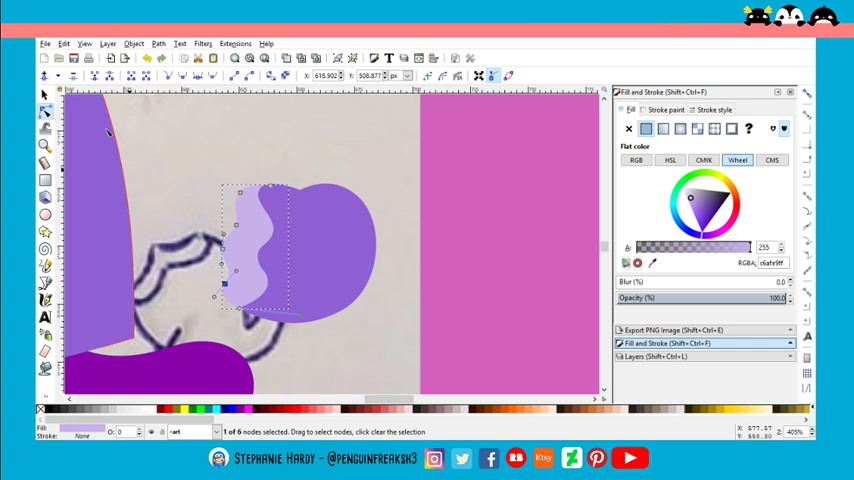 File Edit View Layer Object Path Text Filters Extensions Help
X: 618.902 Y: 508.877 px
Fill and Stroke (Shift+Ctrl+F)
Fill Stroke paint Stroke style
Flat color
RGB HSL CMYK Wheel CMS
A: 255
RGBA: c6afe9ff
Blur (%) 0.0
Opacity (%) 100.0
Export PNG Image (Shift+Ctrl+E)
Fill and Stroke (Shift+Ctrl+F)
Layers (Shift+Ctrl+L)
Fill: O: 0 -art 1 of 6 nodes selected. Drag to select nodes, click clear the selection X: 577.57 Z: 405%
Stroke: None Y: 558.30
Stephanie Hardy - @penguinfreaksh3